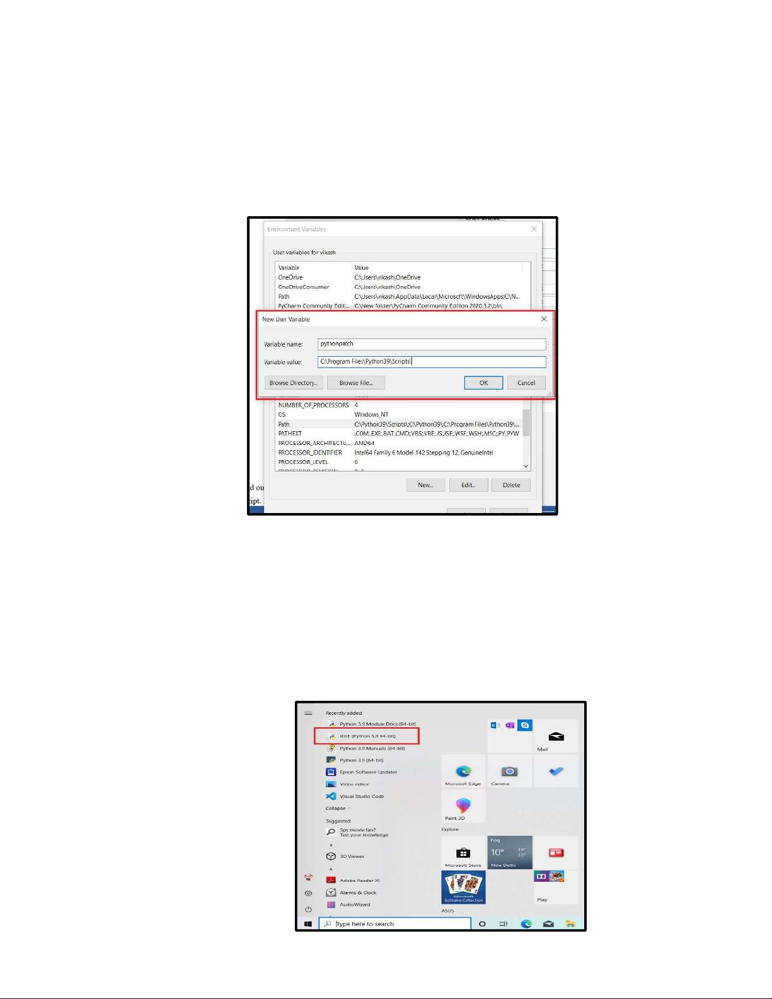 Environment Variables
User variables for vikash
Variable Value
OneDrive C:\Users\vikash\OneDrive
OneDriveConsumer C:\Users\vikash\OneDrive
Path C:\Users\vikash\AppData\Local\Microsoft\WindowsApps;C:\N...
PyCharm Community Editi... C:\New folder\PyCharm Community Edition 2020.3.2\bin;
New User Variable
Variable name: pythonpatch
Variable value: C:\Program Files\Python39\Scripts\
Browse Directory... Browse File... OK Cancel
NUMBER_OF_PROCESSORS 4
OS Windows_NT
Path C:\Python39\Scripts\;C:\Python39\C:\Program Files\Python39\...
PATHEXT .COM;.EXE;.BAT;.CMD;.VBS;.VBE;.JS;.JSE;.WSF;.WSH;.MSC;.PY;.PYW
PROCESSOR_ARCHITECTU... AMD64
PROCESSOR_IDENTIFIER Intel64 Family 6 Model 142 Stepping 12, GenuineIntel
PROCESSOR_LEVEL 6
New... Edit... Delete
d ou
ript.
Recently added
Python 3.9 Module Docs (64-bit)
IDLE (Python 3.9 64-bit)
Python 3.9 Manuals (64-bit)
Python 3.9 (64-bit)
Epson Software Updater
Video editor
Visual Studio Code
Collapse
Suggested
Spy movie fan?
Test your knowledge
#
3D Viewer
A
Adobe Reader XI
Alarms & Clock
AudioWizard
Mail
Microsoft Edge Camera
Paint 3D
Explore
Fog
10° 19°
10°
Microsoft Store New Delhi
Microsoft
Solitaire Collection
Play
ASUS
Type here to search